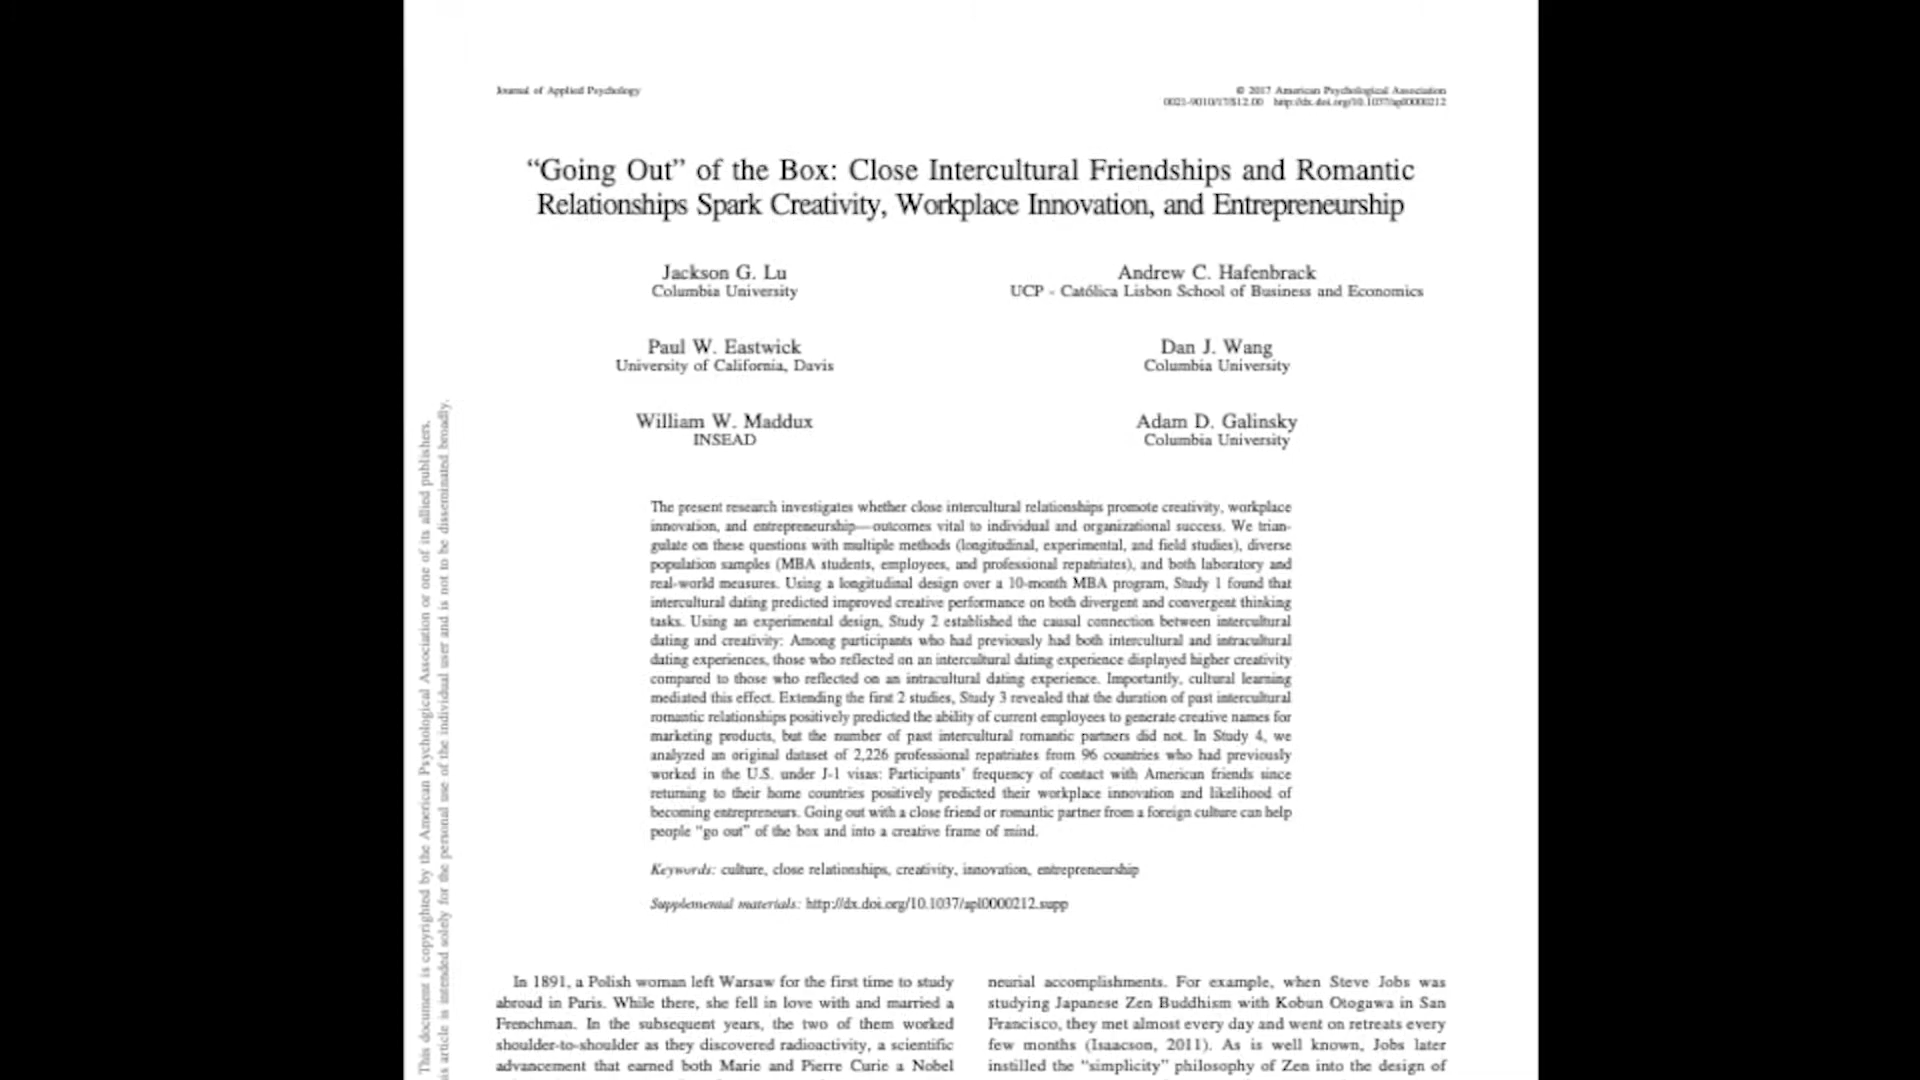 Journal of Applied Psychology
© 2017 American Psychological Association
0021-9010/17/$12.00 http://dx.doi.org/10.1037/apl0000212
“Going Out” of the Box: Close Intercultural Friendships and Romantic
Relationships Spark Creativity, Workplace Innovation, and Entrepreneurship
Jackson G. Lu
Columbia University
Andrew C. Hafenbrack
UCP - Católica Lisbon School of Business and Economics
Paul W. Eastwick
University of California, Davis
Dan J. Wang
Columbia University
William W. Maddux
INSEAD
Adam D. Galinsky
Columbia University
The present research investigates whether close intercultural relationships promote creativity, workplace
innovation, and entrepreneurship—outcomes vital to individual and organizational success. We trian-
gulate on these questions with multiple methods (longitudinal, experimental, and field studies), diverse
population samples (MBA students, employees, and professional repatriates), and both laboratory and
real-world measures. Using a longitudinal design over a 10-month MBA program, Study 1 found that
intercultural dating predicted improved creative performance on both divergent and convergent thinking
tasks. Using an experimental design, Study 2 established the causal connection between intercultural
dating and creativity: Among participants who had previously had both intercultural and intracultural
dating experiences, those who reflected on an intercultural dating experience displayed higher creativity
compared to those who reflected on an intracultural dating experience. Importantly, cultural learning
mediated this effect. Extending the first 2 studies, Study 3 revealed that the duration of past intercultural
romantic relationships positively predicted the ability of current employees to generate creative names for
marketing products, but the number of past intercultural romantic partners did not. In Study 4, we
analyzed an original dataset of 2,226 professional repatriates from 96 countries who had previously
worked in the U.S. under J-1 visas: Participants’ frequency of contact with American friends since
returning to their home countries positively predicted their workplace innovation and likelihood of
becoming entrepreneurs. Going out with a close friend or romantic partner from a foreign culture can help
people “go out” of the box and into a creative frame of mind.
Keywords: culture, close relationships, creativity, innovation, entrepreneurship
Supplemental materials: http://dx.doi.org/10.1037/apl0000212.supp
In 1891, a Polish woman left Warsaw for the first time to study
abroad in Paris. While there, she fell in love with and married a
Frenchman. In the subsequent years, the two of them worked
shoulder-to-shoulder as they discovered radioactivity, a scientific
advancement that earned both Marie and Pierre Curie a Nobel
neurial accomplishments. For example, when Steve Jobs was
studying Japanese Zen Buddhism with Kobun Otogawa in San
Francisco, they met almost every day and went on retreats every
few months (Isaacson, 2011). As is well known, Jobs later
instilled the “simplicity” philosophy of Zen into the design of
This document is copyrighted by the American Psychological Association or one of its allied publishers.
is article is intended solely for the personal use of the individual user and is not to be disseminated broadly.